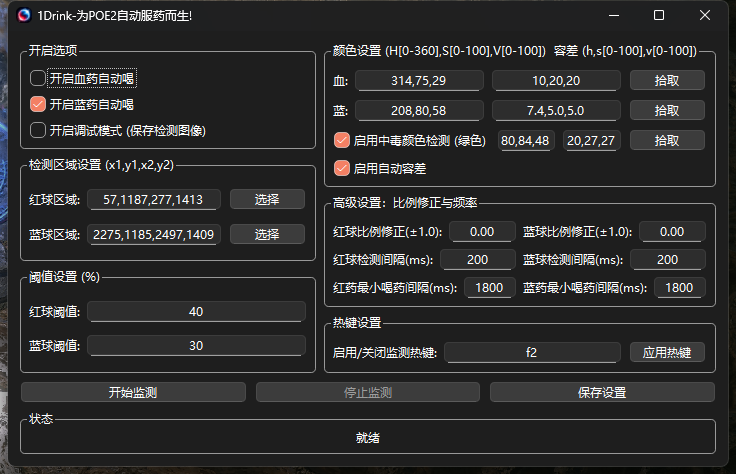 1Drink-为POE2自动服药而生!
开启选项
开启血药自动喝
开启蓝药自动喝
开启调试模式 (保存检测图像)
检测区域设置 (x1,y1,x2,y2)
红球区域: 57,1187,277,1413 选择
蓝球区域: 2275,1185,2497,1409 选择
阈值设置 (%)
红球阈值: 40
蓝球阈值: 30
颜色设置 (H[0-360],S[0-100],V[0-100]) 容差 (h,s[0-100],v[0-100])
血: 314,75,29 10,20,20 拾取
蓝: 208,80,58 7.4,5.0,5.0 拾取
启用中毒颜色检测 (绿色) 80,84,48 20,27,27 拾取
启用自动容差
高级设置：比例修正与频率
红球比例修正(±1.0): 0.00 蓝球比例修正(±1.0): 0.00
红球检测间隔(ms): 200 蓝球检测间隔(ms): 200
红药最小喝药间隔(ms): 1800 蓝药最小喝药间隔(ms): 1800
热键设置
启用/关闭监测热键: f2 应用热键
开始监测 停止监测 保存设置
状态
就绪